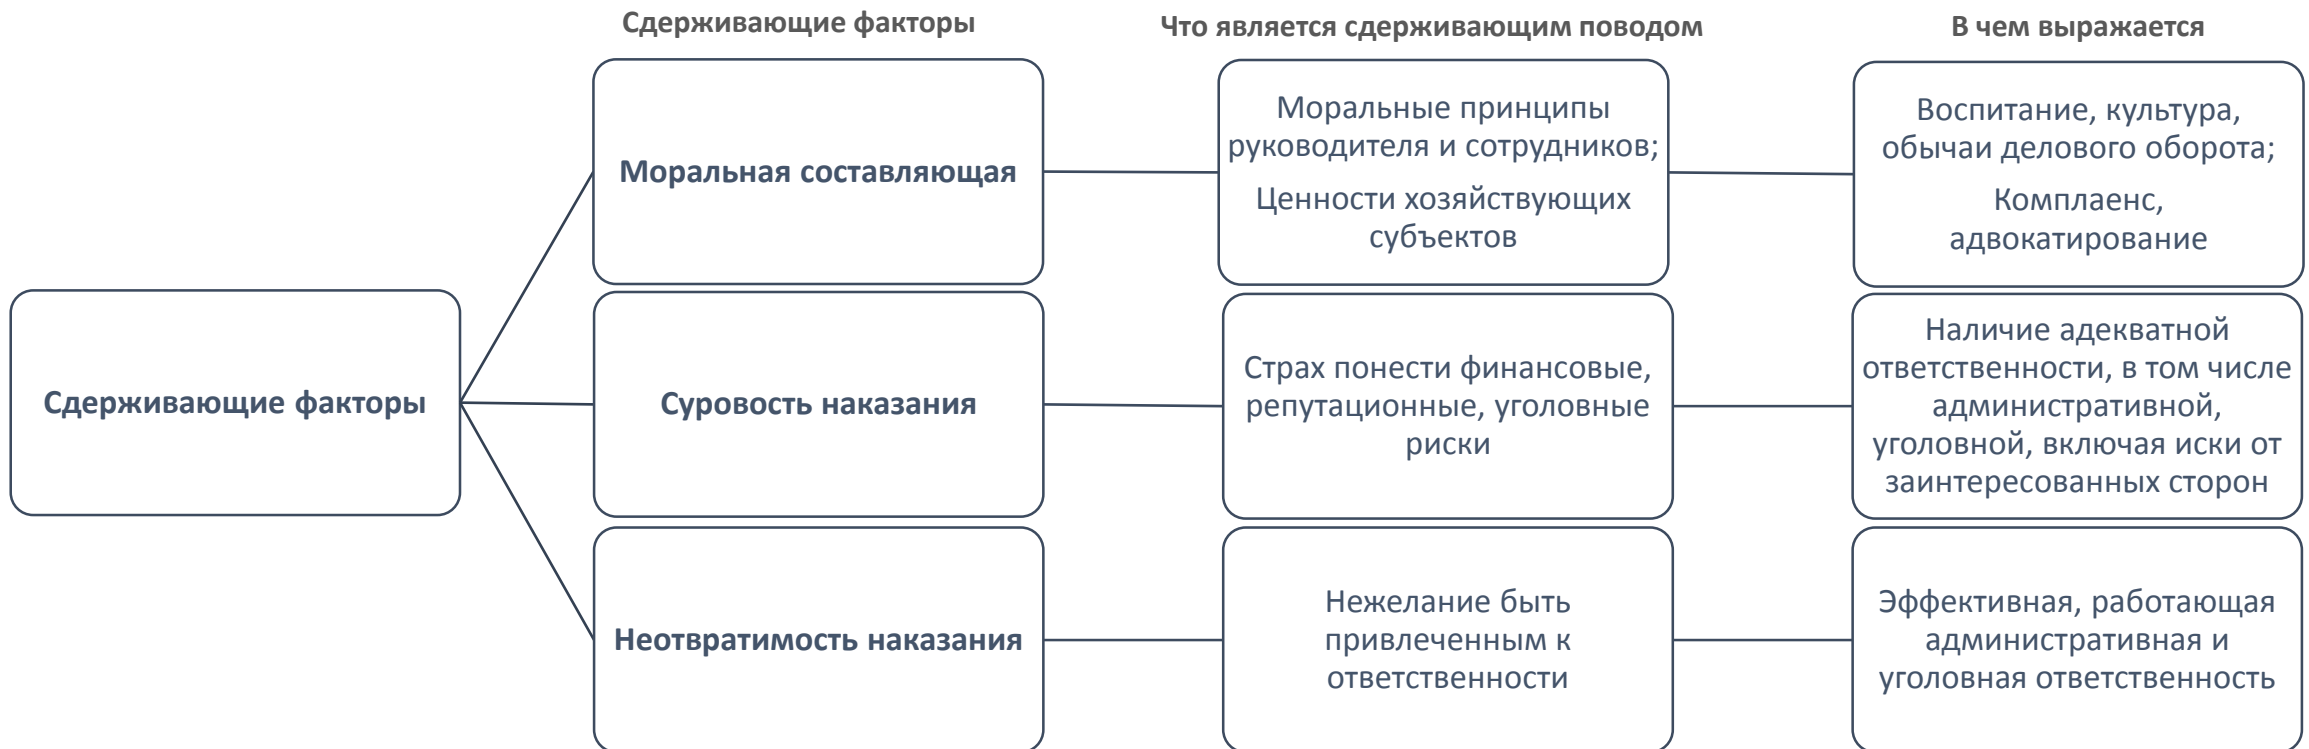 Сдерживающие факторы
Что является сдерживающим поводом
В чем выражается
Сдерживающие факторы
Моральная составляющая
Моральные принципы
руководителя и сотрудников;
Ценности хозяйствующих
субъектов
Воспитание, культура,
обычаи делового оборота;
Комплаенс,
адвокатирование
Суровость наказания
Страх понести финансовые,
репутационные, уголовные
риски
Наличие адекватной
ответственности, в том числе
административной,
уголовной, включая иски от
заинтересованных сторон
Неотвратимость наказания
Нежелание быть
привлеченным к
ответственности
Эффективная, работающая
административная и
уголовная ответственность